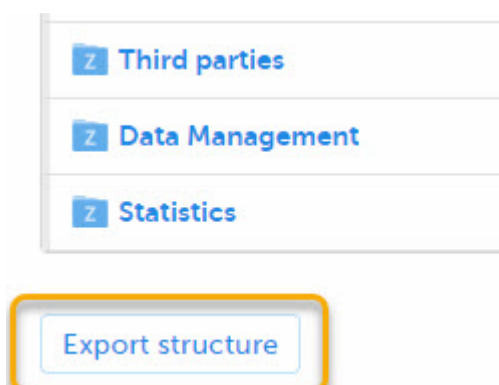 Z Third parties
Z Data Management
Z Statistics
Export structure